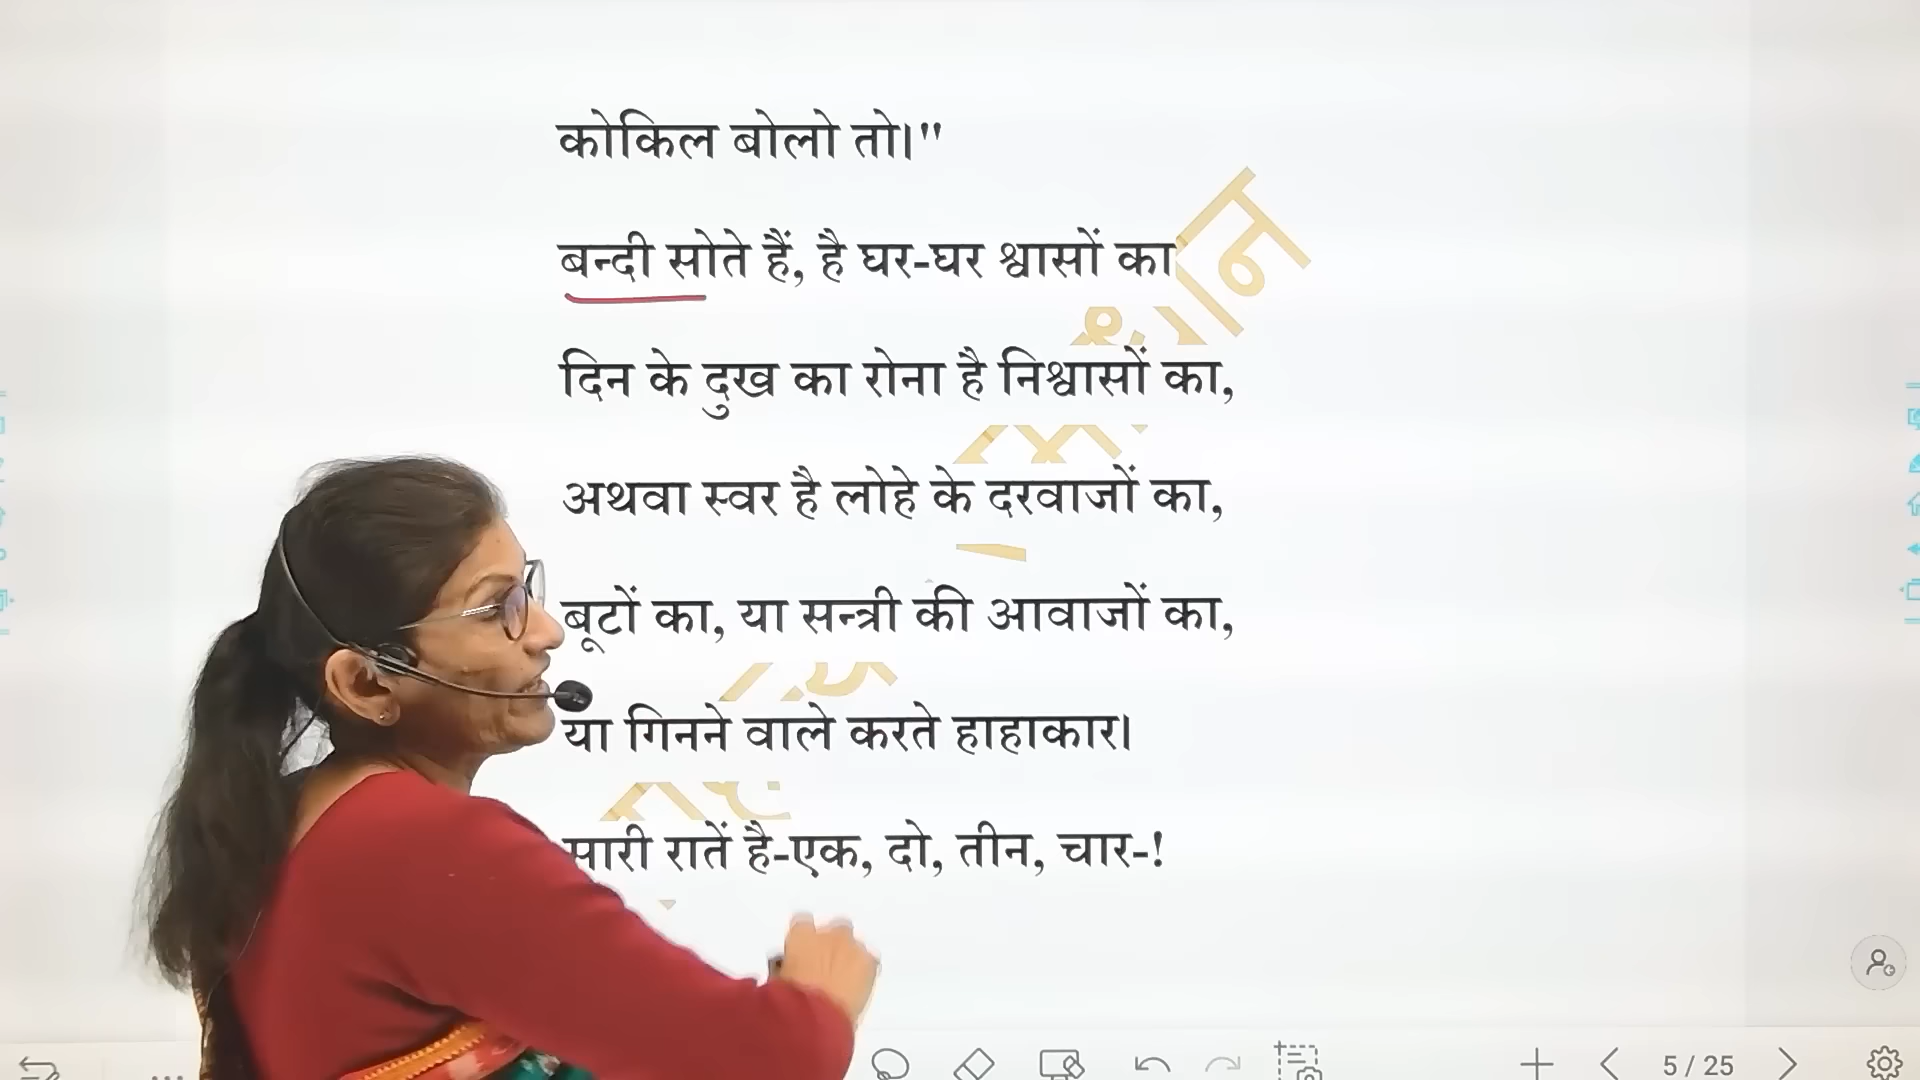 कोकिल बोलो तो।"
बन्दी सोते हैं, है घर-घर श्वासों का
दिन के दुख का रोना है निश्वासों का,
अथवा स्वर है लोहे के दरवाजों का,
बूटों का, या सन्त्री की आवाजों का,
या गिनने वाले करते हाहाकार।
सारी रातें है-एक, दो, तीन, चार-!
5 / 25